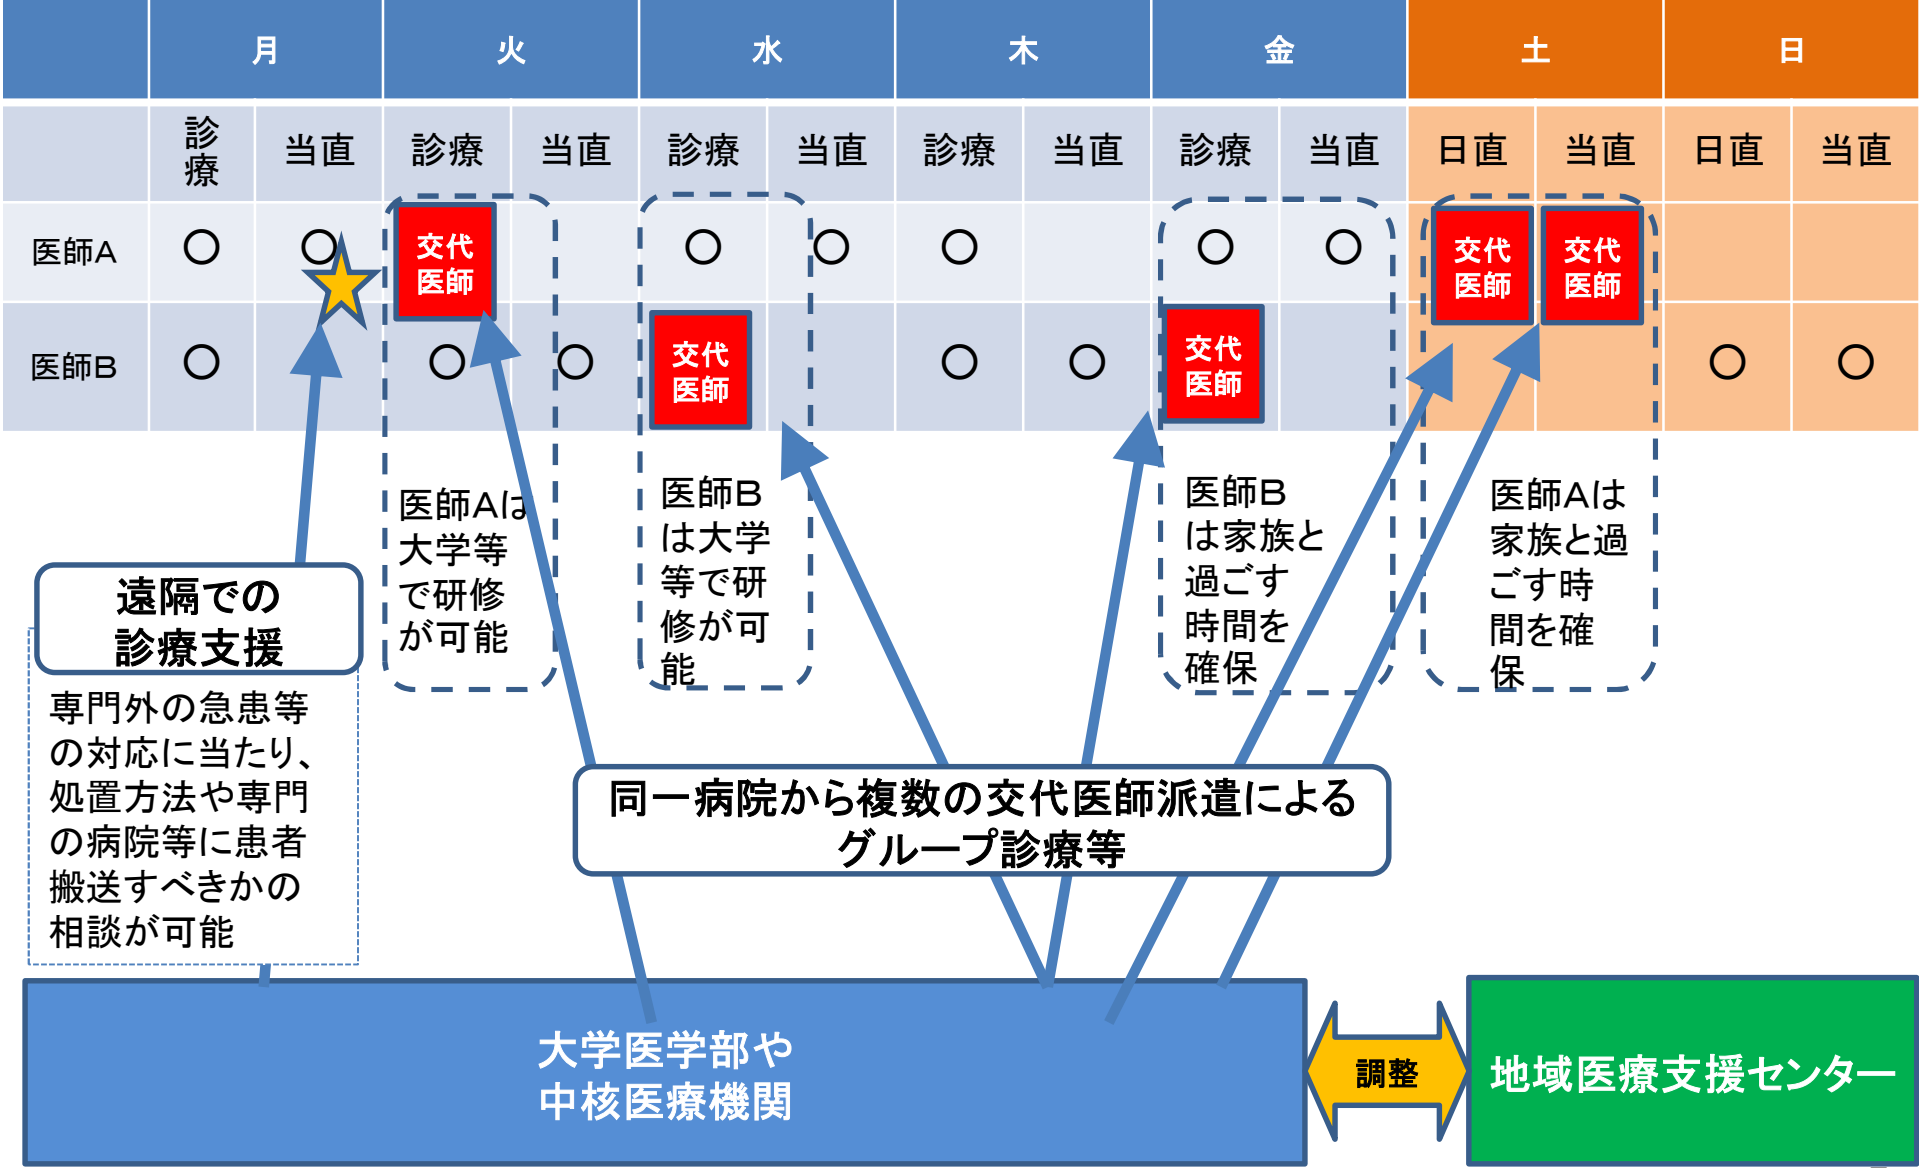 月 火 水 木 金 土 日
診療 当直 診療 当直 診療 当直 診療 当直 診療 当直 日直 当直 日直 当直
医師A ○ ○ 交代医師 ○ ○ ○ ○ ○ 交代医師 交代医師
医師B ○ ○ ○ 交代医師 ○ ○ 交代医師 ○ ○
医師Aは
大学等
で研修
が可能
医師B
は大学
等で研
修が可
能
医師B
は家族と
過ごす
時間を
確保
医師Aは
家族と過
ごす時
間を確
保
遠隔での
診療支援
専門外の急患等
の対応に当たり、
処置方法や専門
の病院等に患者
搬送すべきかの
相談が可能
同一病院から複数の交代医師派遣による
グループ診療等
大学医学部や
中核医療機関
調整
地域医療支援センター